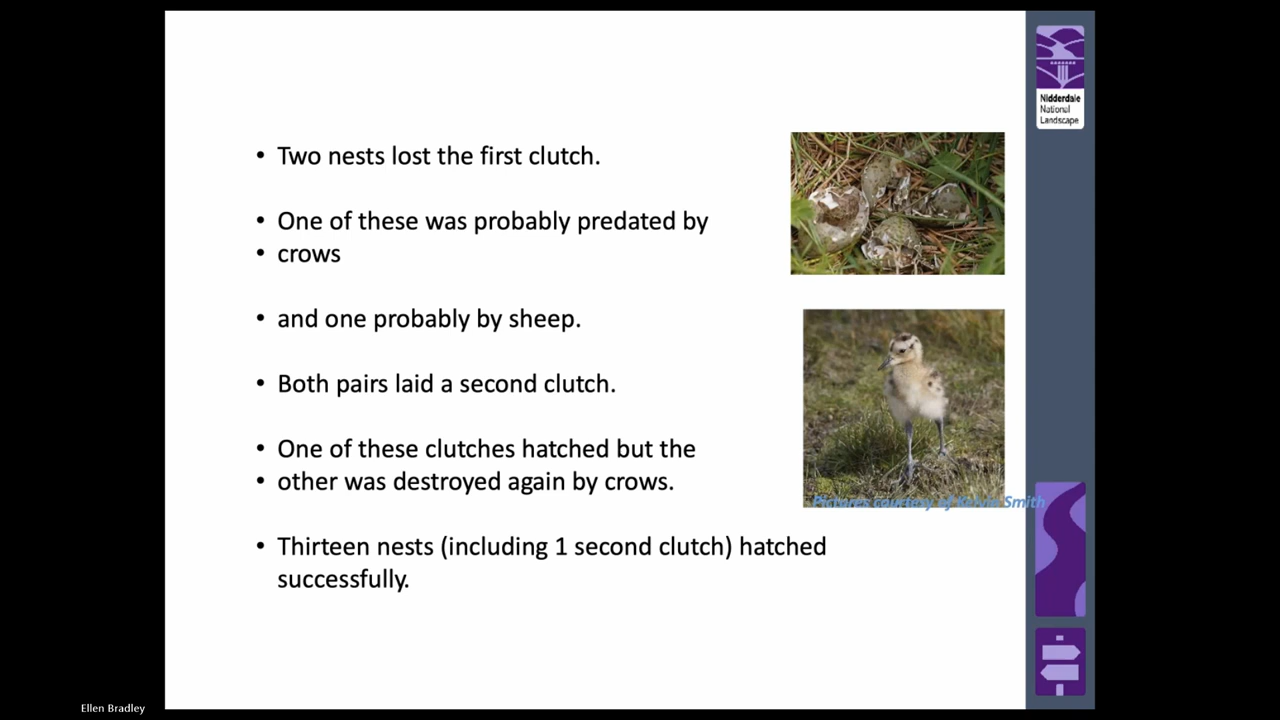 • Two nests lost the first clutch.
• One of these was probably predated by
• crows
• and one probably by sheep.
• Both pairs laid a second clutch.
• One of these clutches hatched but the
• other was destroyed again by crows.
• Thirteen nests (including 1 second clutch) hatched
successfully.
Nidderdale
National
Landscape
Pictures courtesy of Kelvin Smith
Ellen Bradley